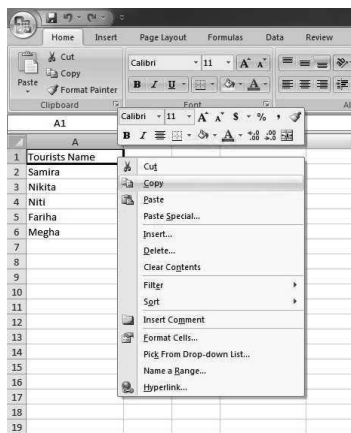 Home Insert Page Layout Formulas Data Review
Cut
Copy
Format Painter
Paste
Clipboard
Calibri 11 A A
B I U A
Font
Calibri 11 A A $ % ,
B I A .00 .0
A1
A
1 Tourists Name
2 Samira
3 Nikita
4 Niti
5 Fariha
6 Megha
7
8
9
10
11
12
13
14
15
16
17
18
19
Cut
Copy
Paste
Paste Special...
Insert...
Delete...
Clear Contents
Filter
Sort
Insert Comment
Format Cells...
Pick From Drop-down List...
Name a Range...
Hyperlink...